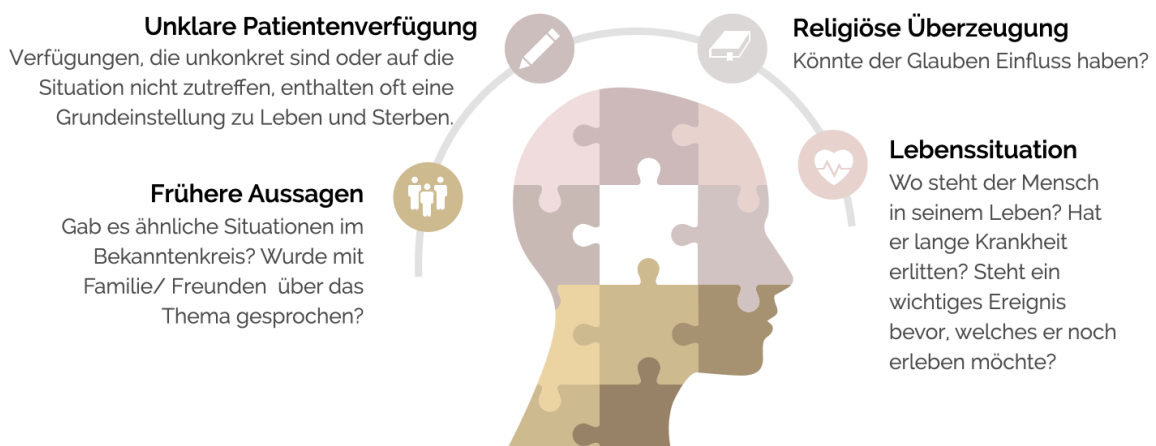 Unklare Patientenverfügung
Verfügungen, die unkonkret sind oder auf die
Situation nicht zutreffen, enthalten oft eine
Grundeinstellung zu Leben und Sterben.
Frühere Aussagen
Gab es ähnliche Situationen im
Bekanntenkreis? Wurde mit
Familie/ Freunden über das
Thema gesprochen?
Religiöse Überzeugung
Könnte der Glauben Einfluss haben?
Lebenssituation
Wo steht der Mensch
in seinem Leben? Hat
er lange Krankheit
erlitten? Steht ein
wichtiges Ereignis
bevor, welches er noch
erleben möchte?